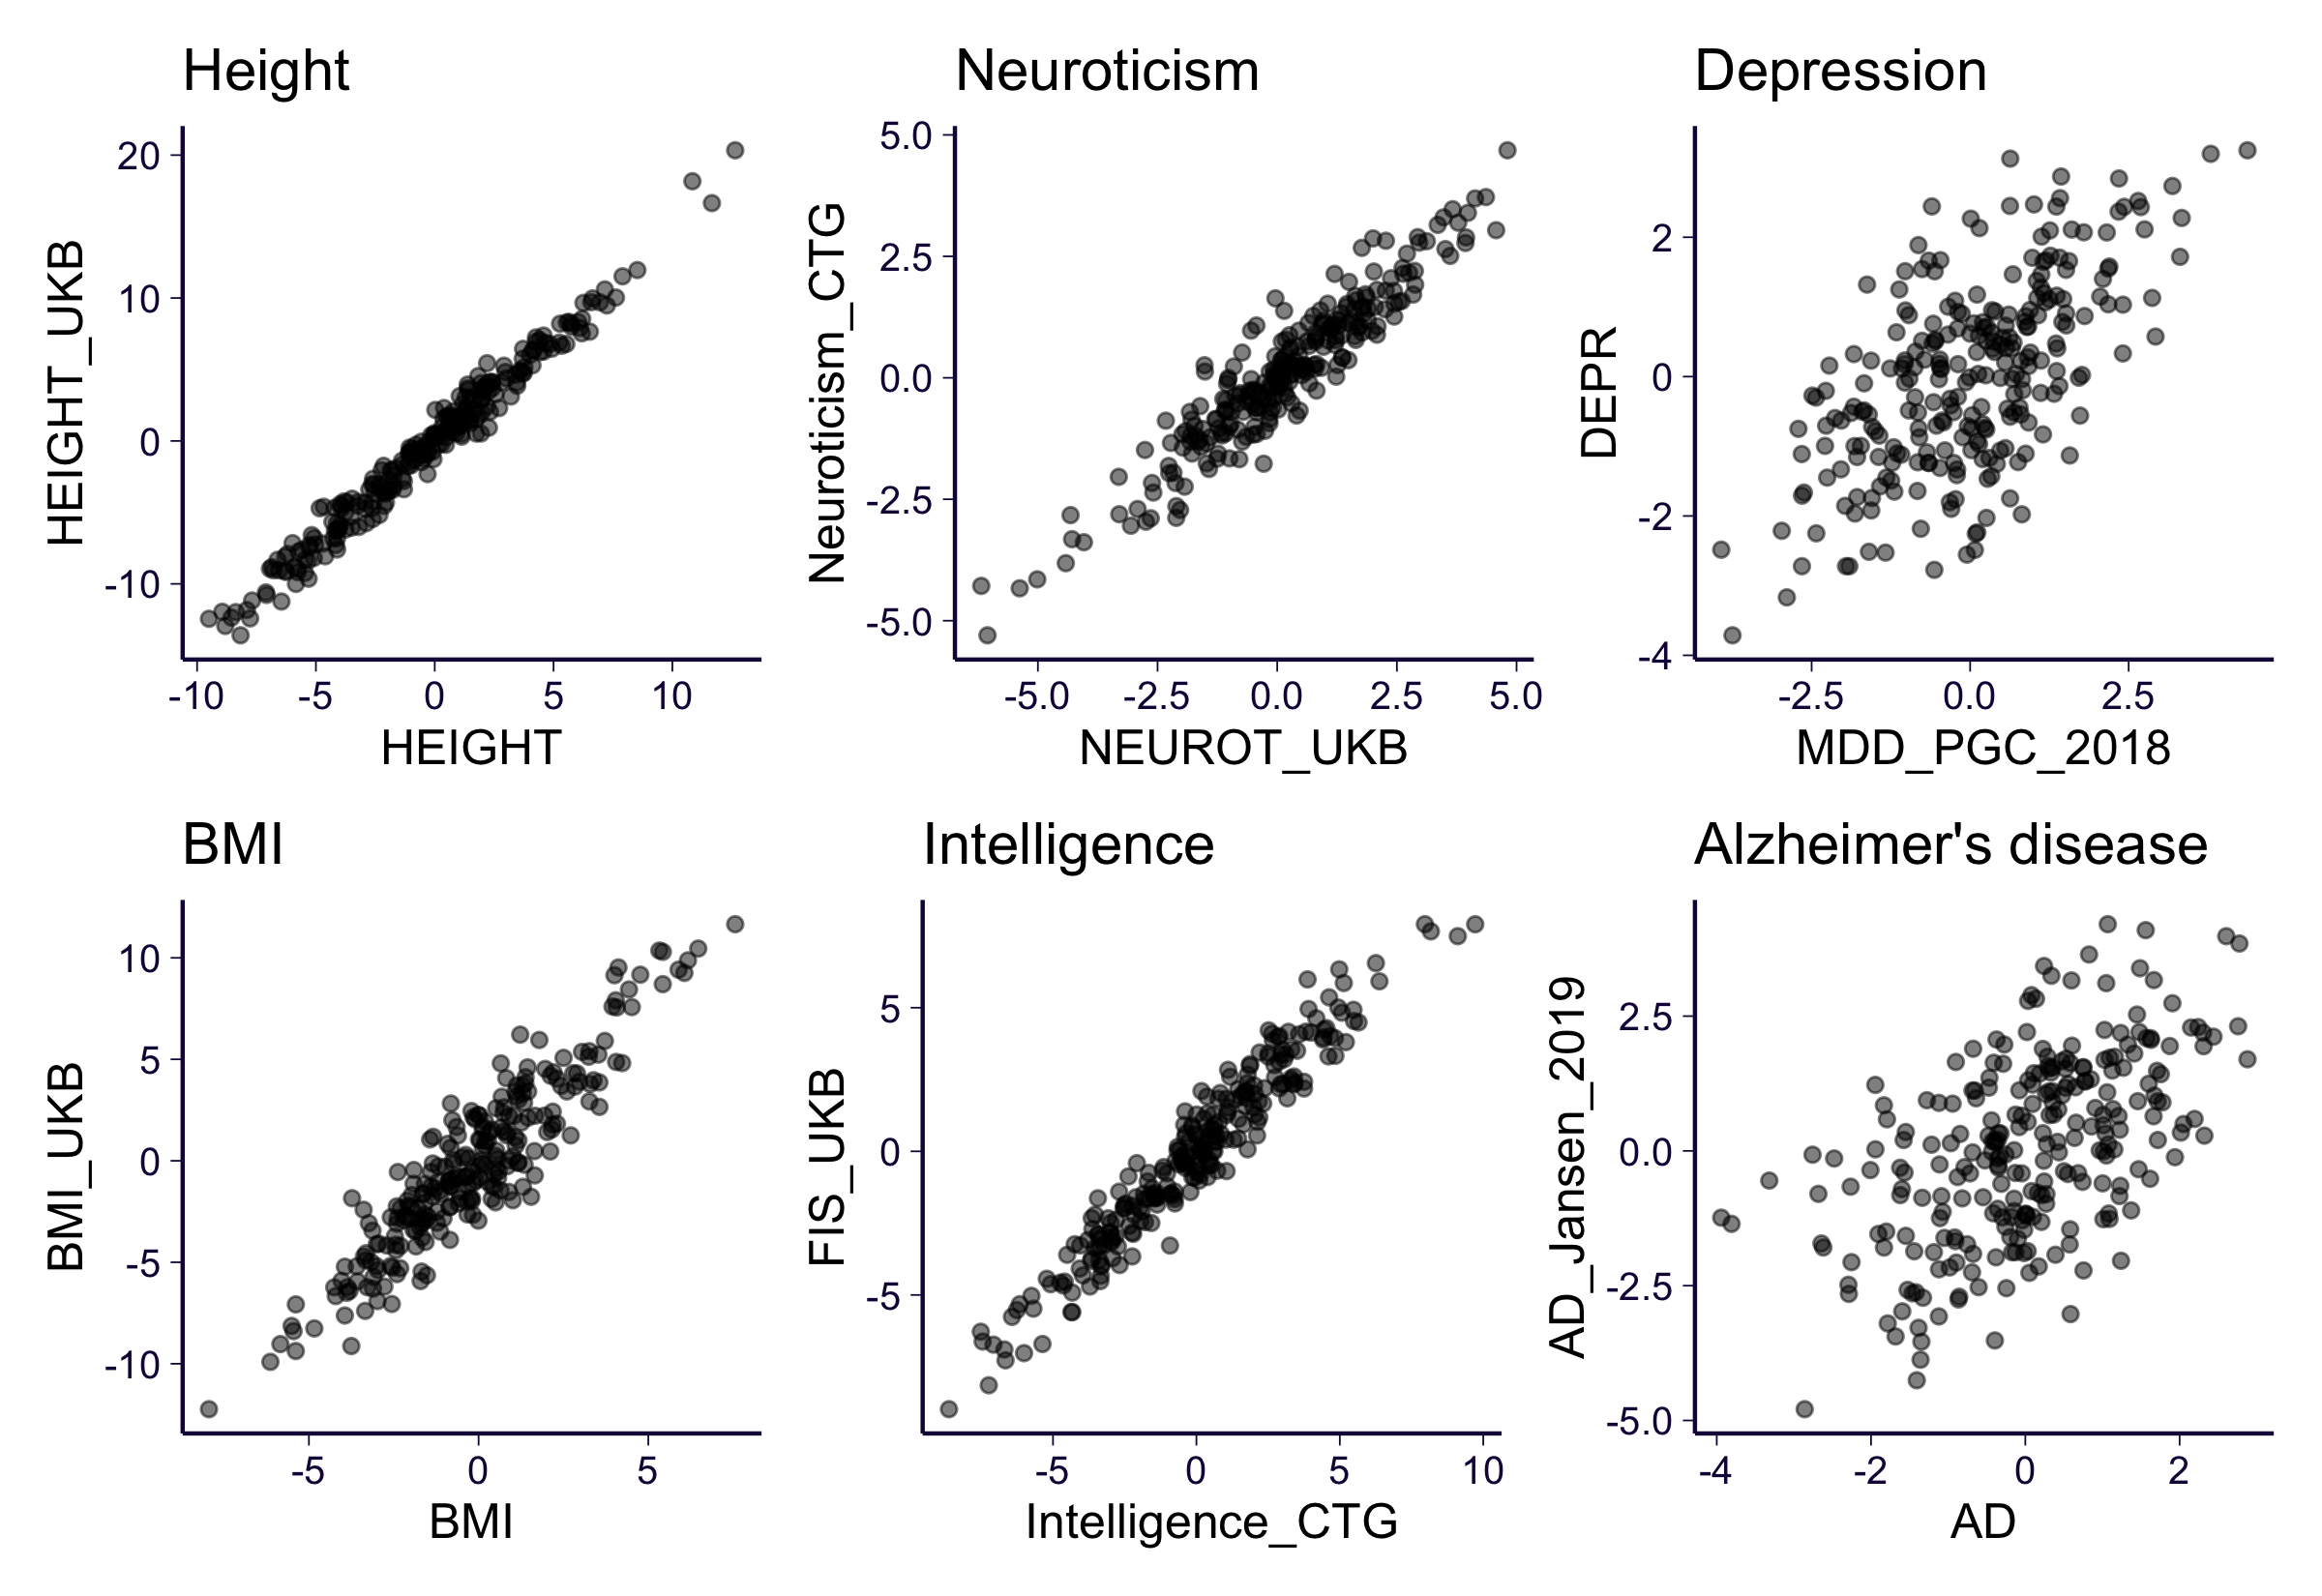 Height
HEIGHT_UKB
20
10
0
-10
-10 -5 0 5 10
HEIGHT
Neuroticism
Neuroticism_CTG
5.0
2.5
0.0
-2.5
-5.0
-5.0 -2.5 0.0 2.5 5.0
NEUROT_UKB
Depression
DEPR
2
0
-2
-4
-2.5 0.0 2.5
MDD_PGC_2018
BMI
BMI_UKB
10
5
0
-5
-10
-5 0 5
BMI
Intelligence
FIS_UKB
5
0
-5
-5 0 5 10
Intelligence_CTG
Alzheimer's disease
AD_Jansen_2019
2.5
0.0
-2.5
-5.0
-4 -2 0 2
AD